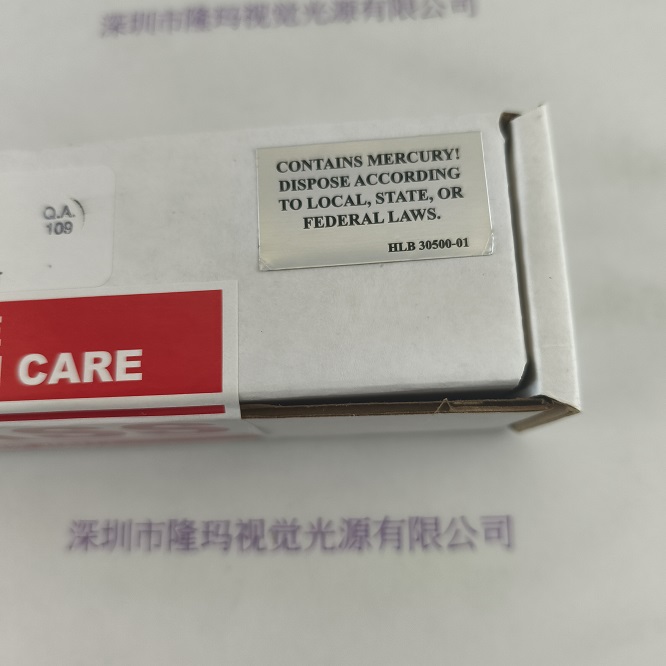 深圳市隆玛视觉光源有限公司
CONTAINS MERCURY!
DISPOSE ACCORDING
TO LOCAL, STATE, OR
FEDERAL LAWS.
HLB 30500-01
Q.A.
109
CARE
深圳市隆玛视觉光源有限公司